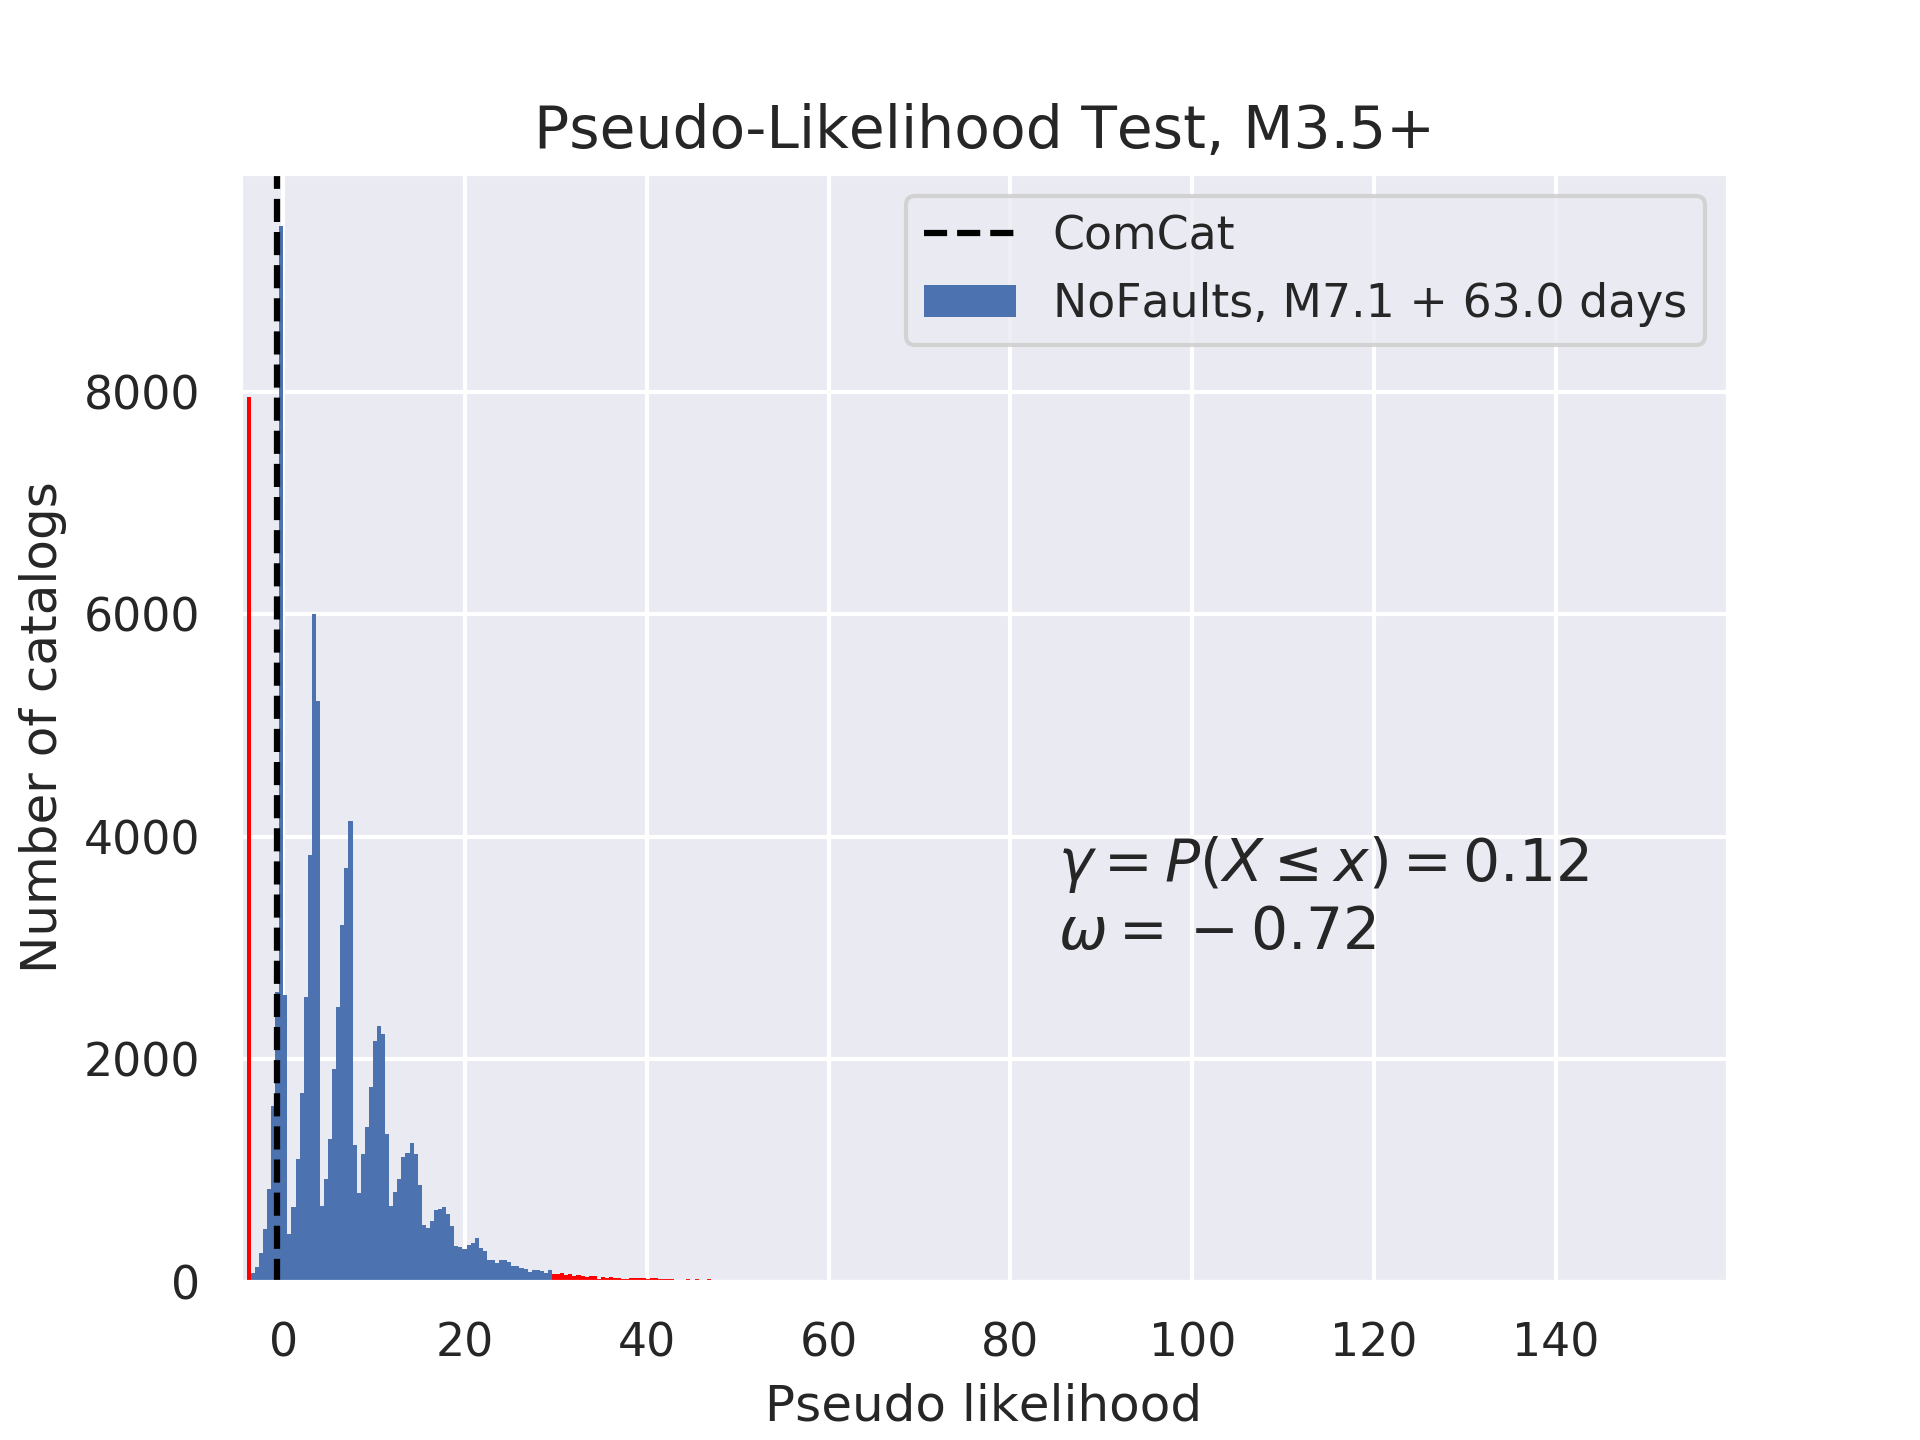 Pseudo-Likelihood Test, M3.5+
ComCat
NoFaults, M7.1 + 63.0 days
8000
6000
4000
2000
0
Number of catalogs
γ = P(X ≤ x) = 0.12
ω = − 0.72
0 20 40 60 80 100 120 140
Pseudo likelihood